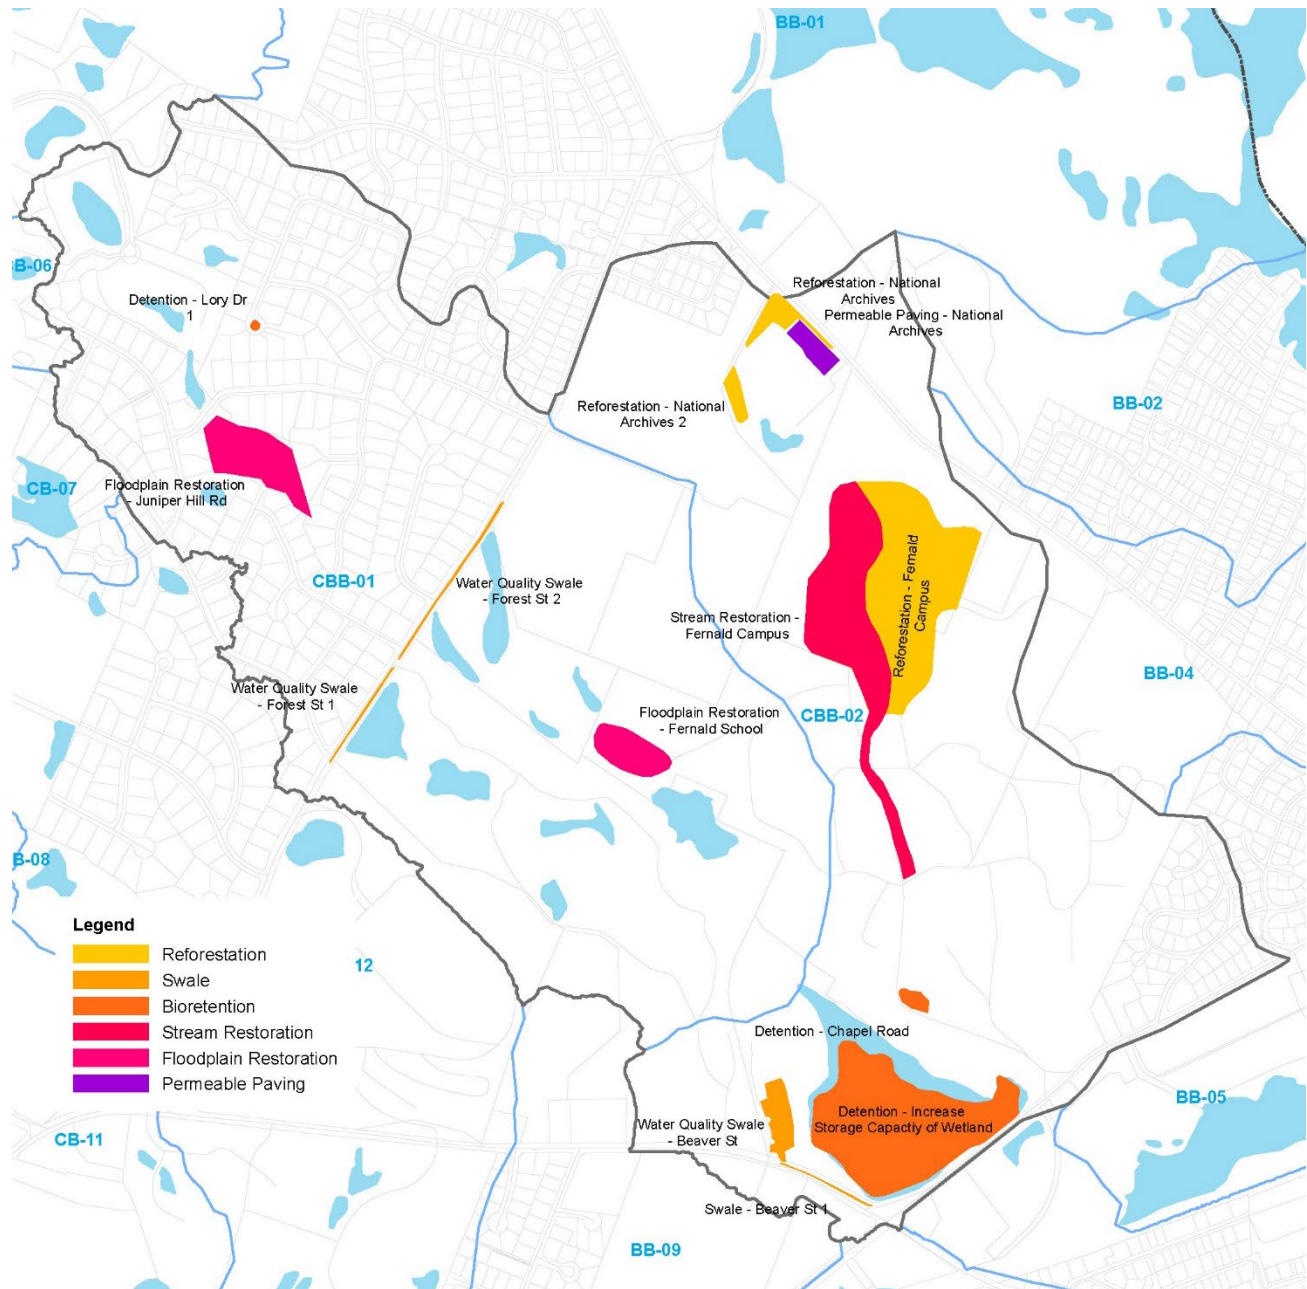 BB-01
B-06
Detention - Lory Dr
1
Reforestation - National
Archives
Permeable Paving - National
Archives
Reforestation - National
Archives 2
BB-02
CB-07
Floodplain Restoration
- Juniper Hill Rd
CBB-01
Water Quality Swale
- Forest St 2
Stream Restoration -
Fernald Campus
Reforestation - Fernald
Campus
BB-04
Water Quality Swale
- Forest St 1
Floodplain Restoration
- Fernald School
CBB-02
B-08
Legend
Reforestation
Swale
Bioretention
Stream Restoration
Floodplain Restoration
Permeable Paving
12
Detention - Chapel Road
Detention - Increase
Storage Capactiy of Wetland
BB-05
CB-11
Water Quality Swale
- Beaver St
Swale - Beaver St 1
BB-09